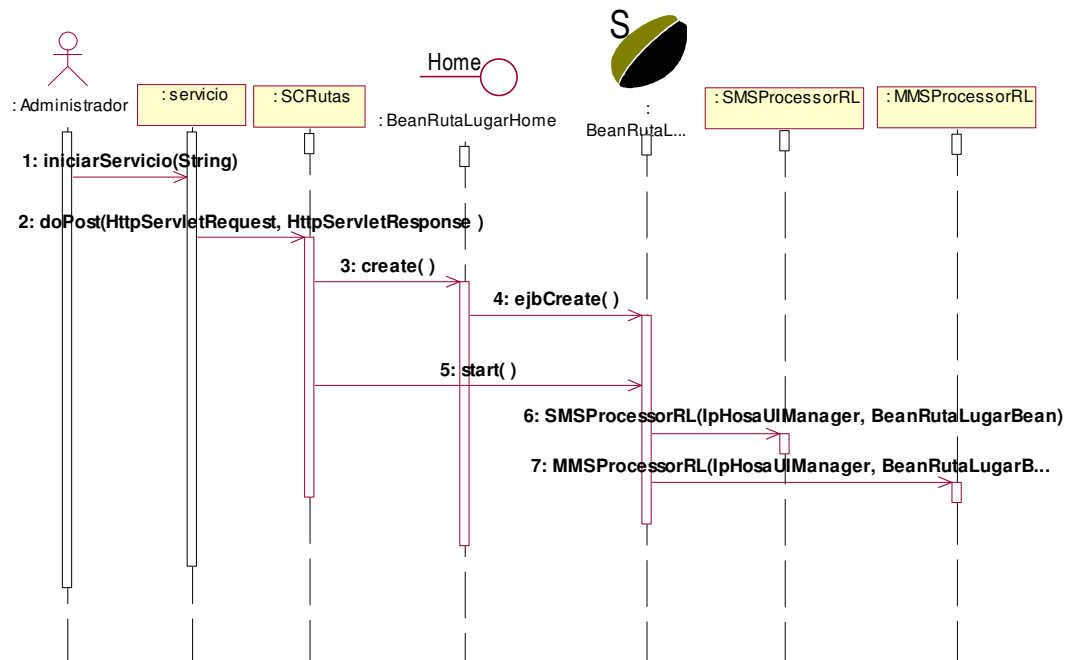 S
Home
: Administrador
: servicio
: SCRutas
: BeanRutaLugarHome
:
BeanRutaL...
: SMSProcessorRL
: MMSProcessorRL
1: iniciarServicio(String)
2: doPost(HttpServletRequest, HttpServletResponse )
3: create( )
4: ejbCreate( )
5: start( )
6: SMSProcessorRL(IpHosaUIManager, BeanRutaLugarBean)
7: MMSProcessorRL(IpHosaUIManager, BeanRutaLugarB...